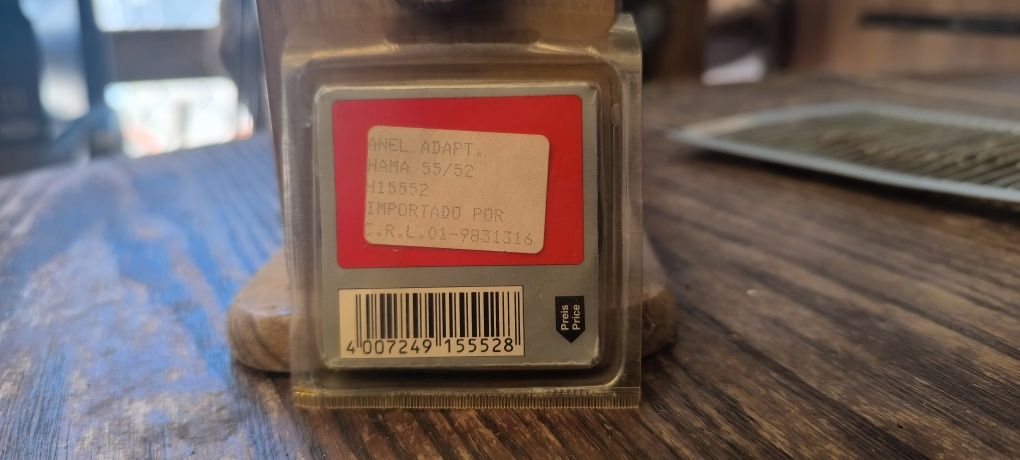 ANEL ADAPT.
HAMA 55/52
H15552
IMPORTADO POR
C.R.L.01-9831316
4 007249 155528
Preis
Price